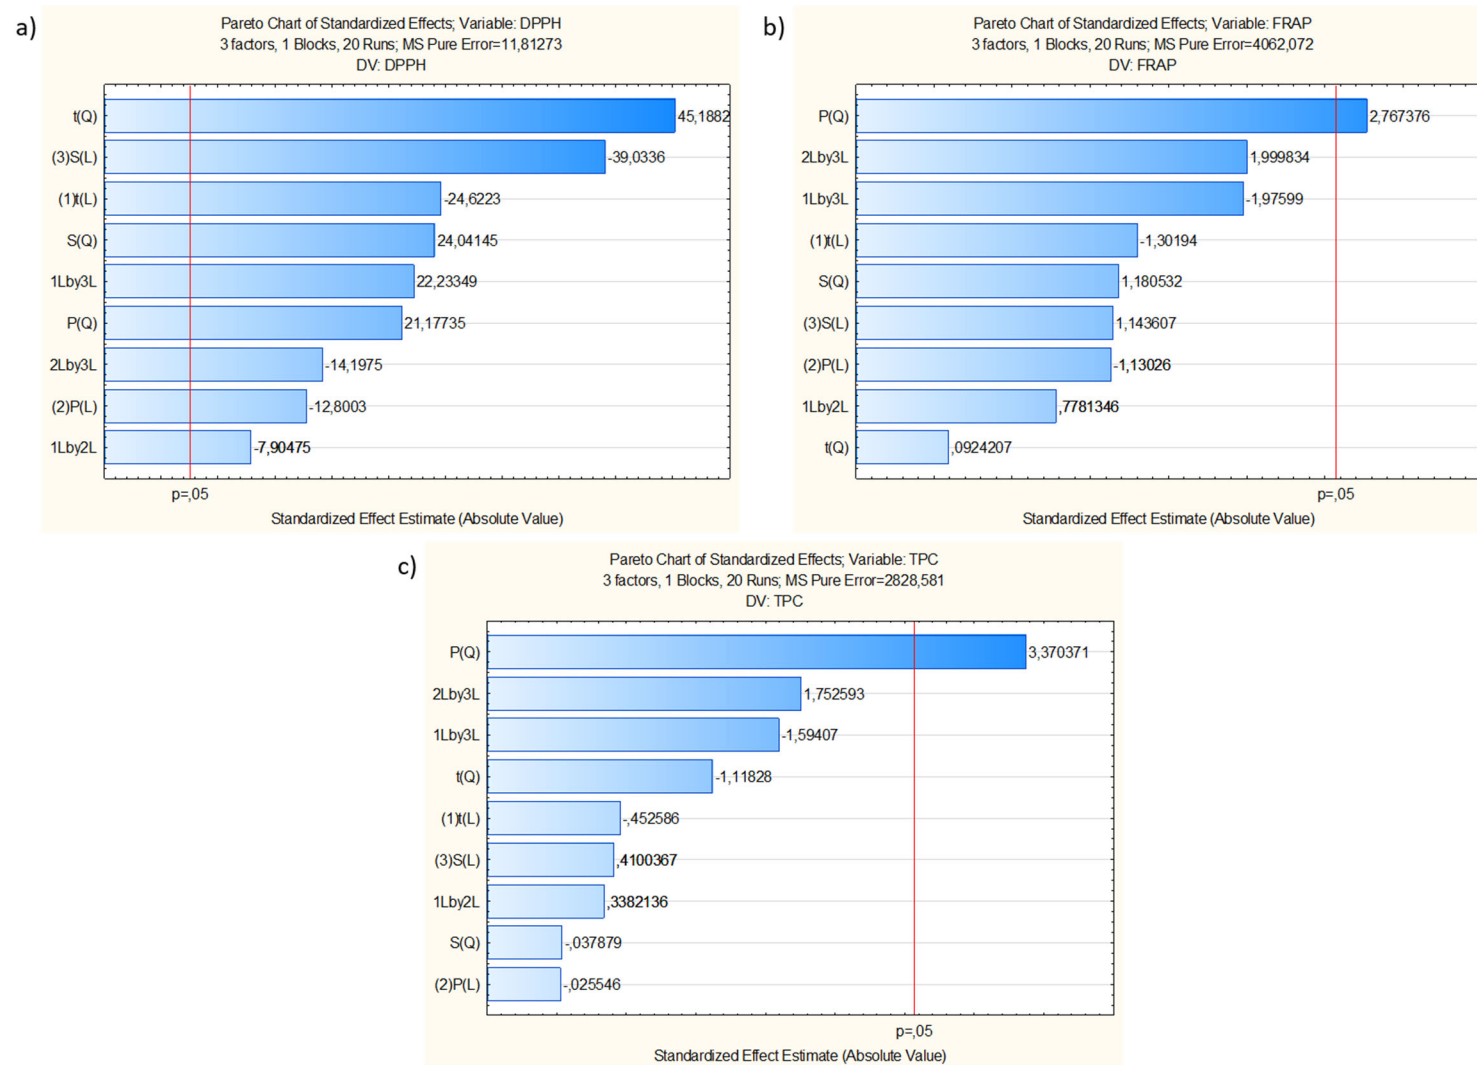 a)
Pareto Chart of Standardized Effects; Variable: DPPH
3 factors, 1 Blocks, 20 Runs; MS Pure Error=11,81273
DV: DPPH
t(Q) 45,1882
(3)S(L) -39,0336
(1)t(L) -24,6223
S(Q) 24,04145
1Lby3L 22,23349
P(Q) 21,17735
2Lby3L -14,1975
(2)P(L) -12,8003
1Lby2L -7,90475
p=,05
Standardized Effect Estimate (Absolute Value)
b)
Pareto Chart of Standardized Effects; Variable: FRAP
3 factors, 1 Blocks, 20 Runs; MS Pure Error=4062,072
DV: FRAP
P(Q) 2,767376
2Lby3L 1,999834
1Lby3L -1,97599
(1)t(L) -1,30194
S(Q) 1,180532
(3)S(L) 1,143607
(2)P(L) -1,13026
1Lby2L ,7781346
t(Q) ,0924207
p=,05
Standardized Effect Estimate (Absolute Value)
c)
Pareto Chart of Standardized Effects; Variable: TPC
3 factors, 1 Blocks, 20 Runs; MS Pure Error=2828,581
DV: TPC
P(Q) 3,370371
2Lby3L 1,752593
1Lby3L -1,59407
t(Q) -1,11828
(1)t(L) -,452586
(3)S(L) ,4100367
1Lby2L ,3382136
S(Q) -,037879
(2)P(L) -,025546
p=,05
Standardized Effect Estimate (Absolute Value)